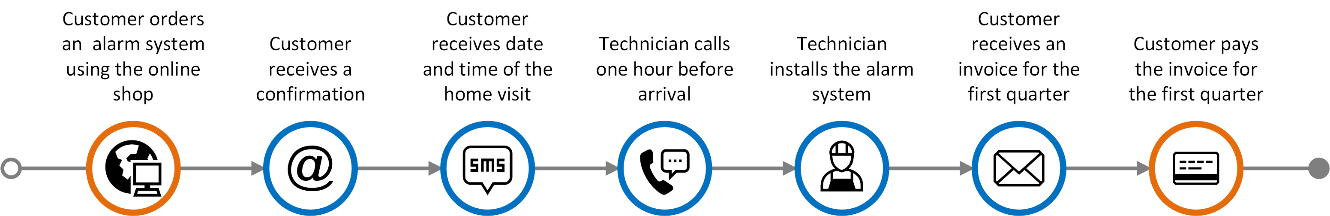 Customer orders
an  alarm system
using the online
shop
Customer
receives a
confirmation
Customer
receives date
and time of the
home visit
Technician calls
one hour before
arrival
Technician
installs the alarm
system
Customer
receives an
invoice for the
first quarter
Customer pays
the invoice for
the first quarter
@
sms